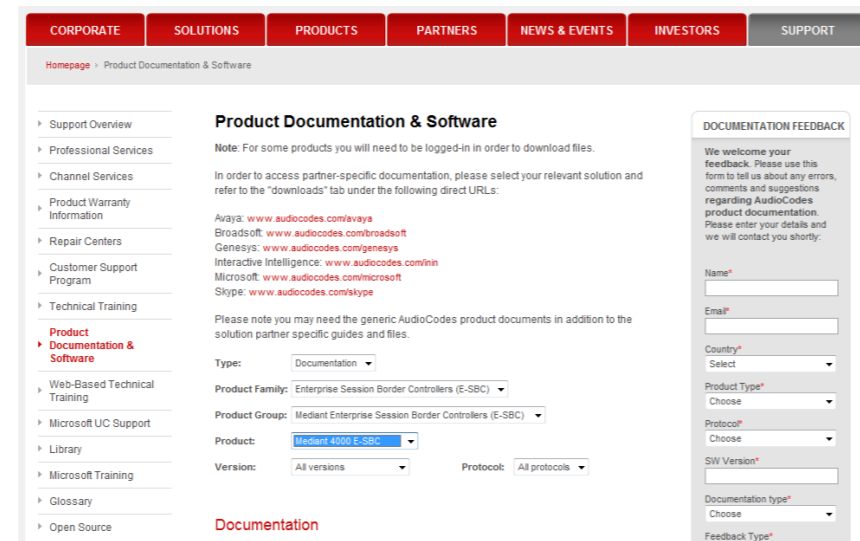 CORPORATE
SOLUTIONS
PRODUCTS
PARTNERS
NEWS & EVENTS
INVESTORS
SUPPORT
Homepage › Product Documentation & Software
Support Overview
Professional Services
Channel Services
Product Warranty
Information
Repair Centers
Customer Support
Program
Technical Training
Product
Documentation &
Software
Web-Based Technical
Training
Microsoft UC Support
Library
Microsoft Training
Glossary
Open Source
Product Documentation & Software
Note: For some products you will need to be logged-in in order to download files.
In order to access partner-specific documentation, please select your relevant solution and
refer to the "downloads" tab under the following direct URLs:
Avaya: www.audiocodes.com/avaya
Broadsoft: www.audiocodes.com/broadsoft
Genesys: www.audiocodes.com/genesys
Interactive Intelligence: www.audiocodes.com/inin
Microsoft: www.audiocodes.com/microsoft
Skype: www.audiocodes.com/skype
Please note you may need the generic AudioCodes product documents in addition to the
solution partner specific guides and files.
Type: Documentation
Product Family: Enterprise Session Border Controllers (E-SBC)
Product Group: Mediant Enterprise Session Border Controllers (E-SBC)
Product: Mediant 4000 E-SBC
Version: All versions Protocol: All protocols
Documentation
DOCUMENTATION FEEDBACK
We welcome your
feedback. Please use this
form to tell us about any errors,
comments and suggestions
regarding AudioCodes
product documentation.
Please enter your details and
we will contact you shortly:
Name*
Email*
Country*
Select
Product Type*
Choose
Protocol*
Choose
SW Version*
Documentation type*
Choose
Feedback Type*